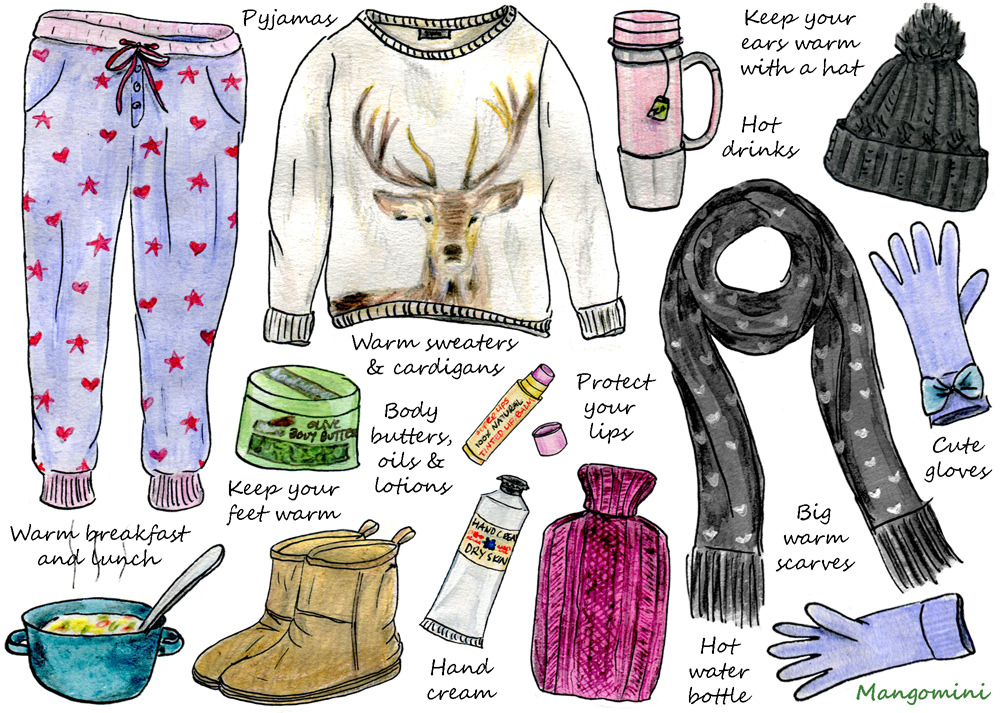 Pyjamas
Keep your
ears warm
with a hat
Hot
drinks
Warm sweaters
& cardigans
Body
butters,
oils &
lotions
OLIVE
BODY BUTTER
100% NATURAL
TINTED LIP BALM
Protect
your
lips
Cute
gloves
Keep your
feet warm
HAND CREAM
DRY SKIN
Big
warm
scarves
Warm breakfast
and lunch
Hand
cream
Hot
water
bottle
Mangomini